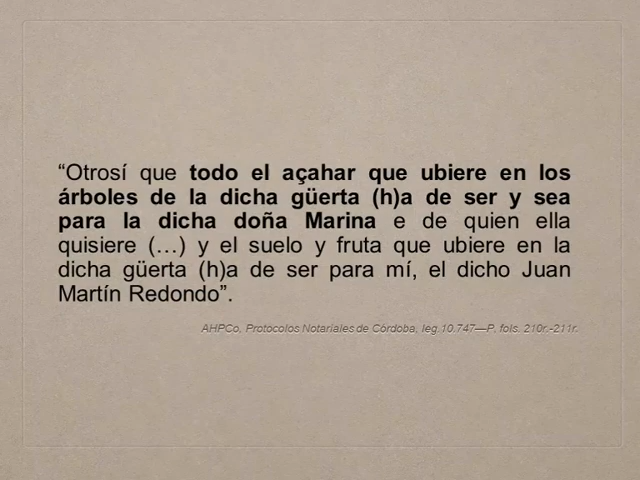 “Otrosí que todo el açahar que ubiere en los
árboles de la dicha güerta (h)a de ser y sea
para la dicha doña Marina e de quien ella
quisiere (…) y el suelo y fruta que ubiere en la
dicha güerta (h)a de ser para mí, el dicho Juan
Martín Redondo”.
AHPCo, Protocolos Notariales de Córdoba, leg.10.747—P, fols. 210r.-211r.